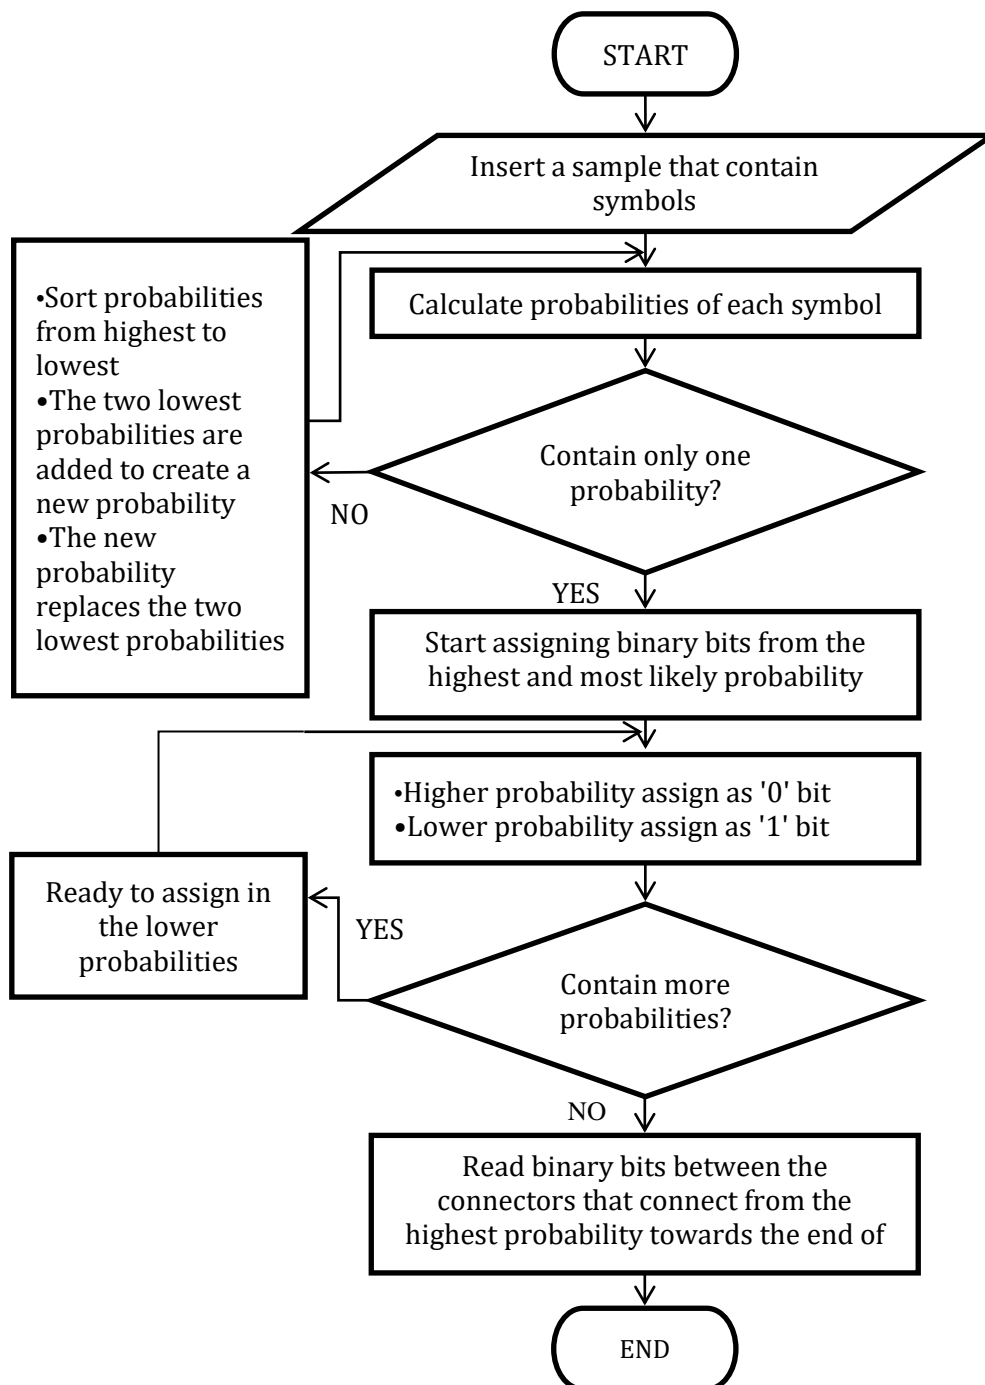 START
Insert a sample that contain
symbols
Calculate probabilities of each symbol
•Sort probabilities
from highest to
lowest
•The two lowest
probabilities are
added to create a
new probability
•The new
probability
replaces the two
lowest probabilities
Contain only one
probability?
NO
YES
Start assigning binary bits from the
highest and most likely probability
•Higher probability assign as '0' bit
•Lower probability assign as '1' bit
Ready to assign in
the lower
probabilities
YES
Contain more
probabilities?
NO
Read binary bits between the
connectors that connect from the
highest probability towards the end of
END